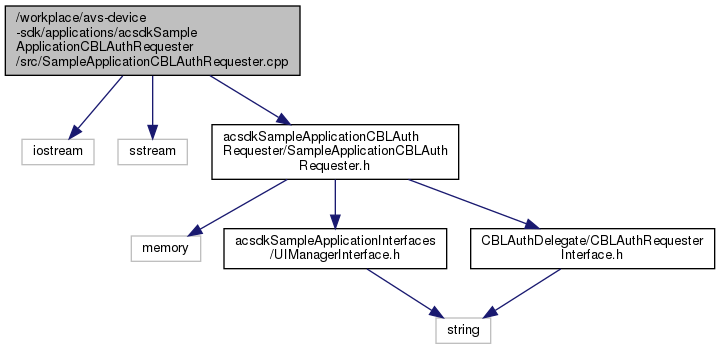 /workplace/avs-device
-sdk/applications/acsdkSample
ApplicationCBLAuthRequester
/src/SampleApplicationCBLAuthRequester.cpp
iostream
sstream
acsdkSampleApplicationCBLAuth
Requester/SampleApplicationCBLAuth
Requester.h
memory
acsdkSampleApplicationInterfaces
/UIManagerInterface.h
CBLAuthDelegate/CBLAuthRequester
Interface.h
string